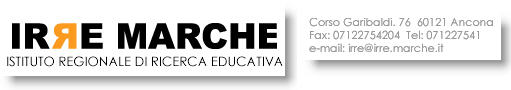 IRRE MARCHE
ISTITUTO REGIONALE DI RICERCA EDUCATIVA
Corso Garibaldi. 76 60121 Ancona
Fax: 07122754204 Tel: 071227541
e-mail: irre@irre.marche.it